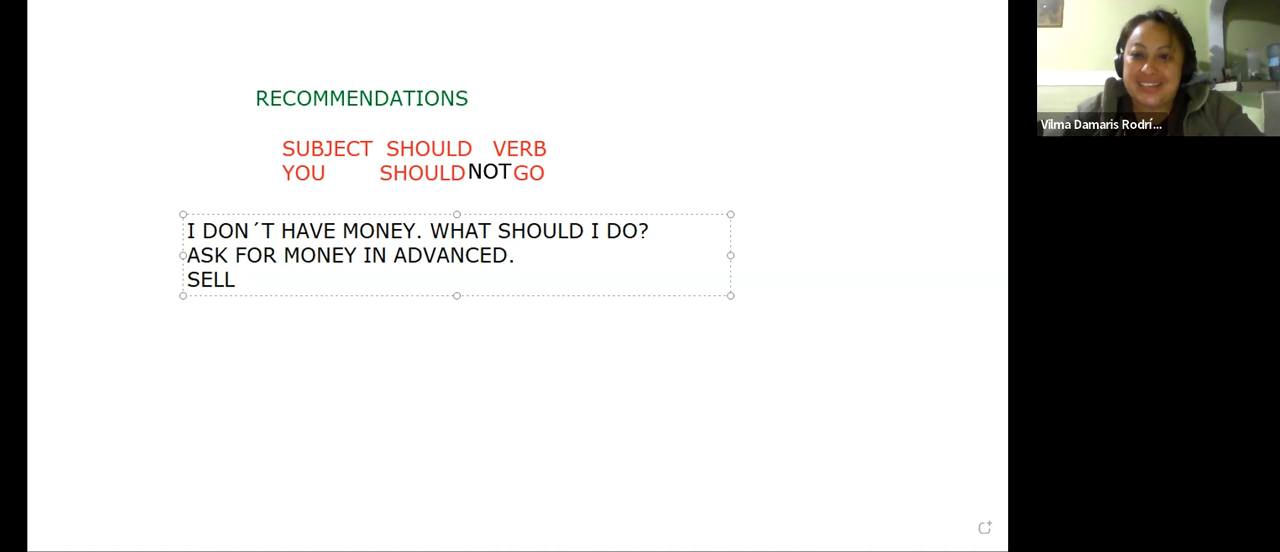 RECOMMENDATIONS
SUBJECT SHOULD VERB
YOU SHOULD NOT GO
I DON´T HAVE MONEY. WHAT SHOULD I DO?
ASK FOR MONEY IN ADVANCED.
SELL
Vilma Damaris Rodrí...